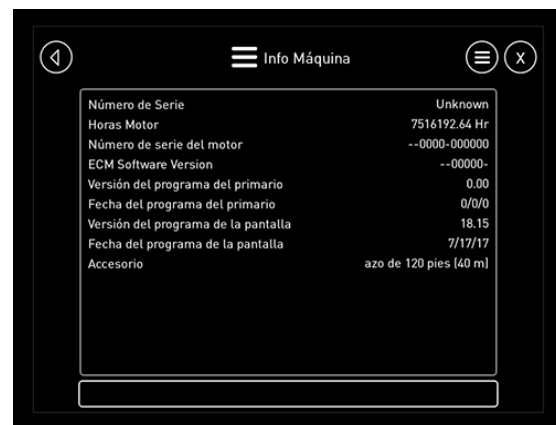 Info Máquina
X
Número de Serie Unknown
Horas Motor 7516192.64 Hr
Número de serie del motor --0000-000000
ECM Software Version --00000-
Versión del programa del primario 0.00
Fecha del programa del primario 0/0/0
Versión del programa de la pantalla 18.15
Fecha del programa de la pantalla 7/17/17
Accesorio azo de 120 pies (40 m)